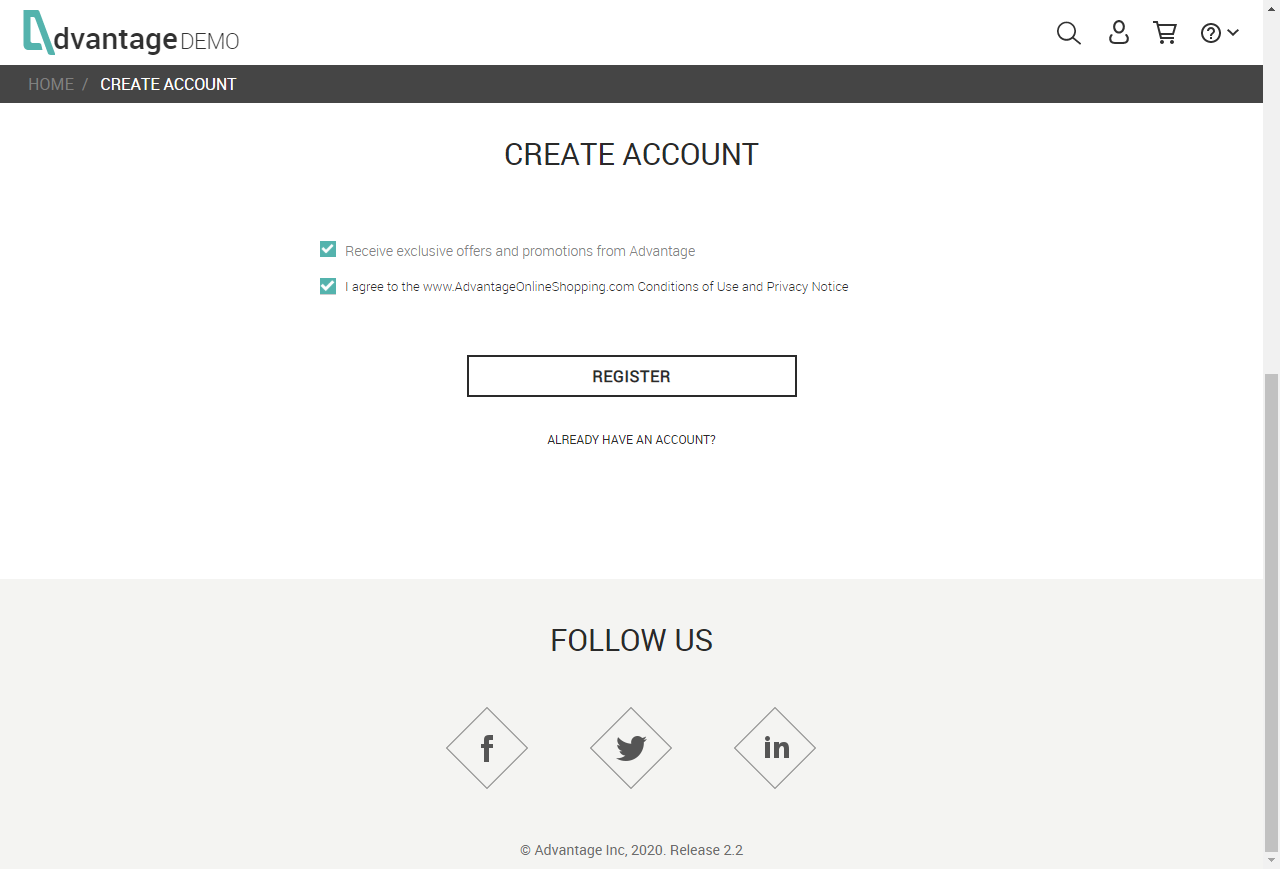 dvantage DEMO
HOME / CREATE ACCOUNT
CREATE ACCOUNT
Receive exclusive offers and promotions from Advantage
I agree to the www.AdvantageOnlineShopping.com Conditions of Use and Privacy Notice
REGISTER
ALREADY HAVE AN ACCOUNT?
FOLLOW US
f
in
© Advantage Inc, 2020. Release 2.2